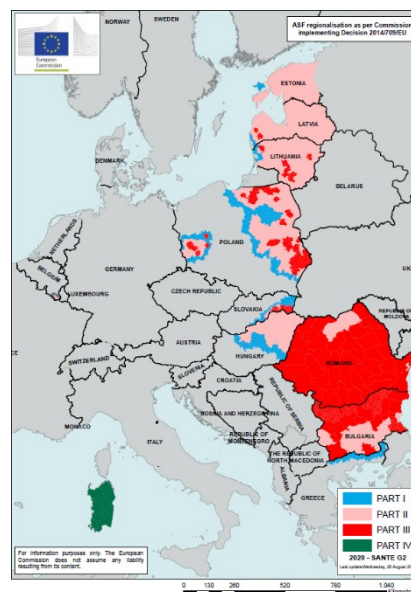 NORWAY
SWEDEN
European
Commission
ASF regionalisation as per Commission
implementing Decision 2014/709/EU
ESTONIA
LATVIA
LITHUANIA
DENMARK
BELARUS
NETHERLANDS
POLAND
GERMANY
BELGIUM
LUXEMBOURG
CZECH REPUBLIC
SLOVAKIA
UK
REPUBLIC OF
MOLDOVA
AUSTRIA
HUNGARY
SWITZERLAND
SLOVENIA
ROMANIA
CROATIA
BOSNIA AND HERZEGOVINA
REPUBLIC OF SERBIA
MONACO
ITALY
REPUBLIC OF
MONTENEGRO
BULGARIA
THE REPUBLIC OF
NORTH MACEDONIA
ALBANIA
GREECE
PART I
PART II
PART III
PART IV
2020 - SANTE G2
For information purposes only. The European
Commission does not assume any liability
resulting from its content.
0 130 260 520 780 1.040